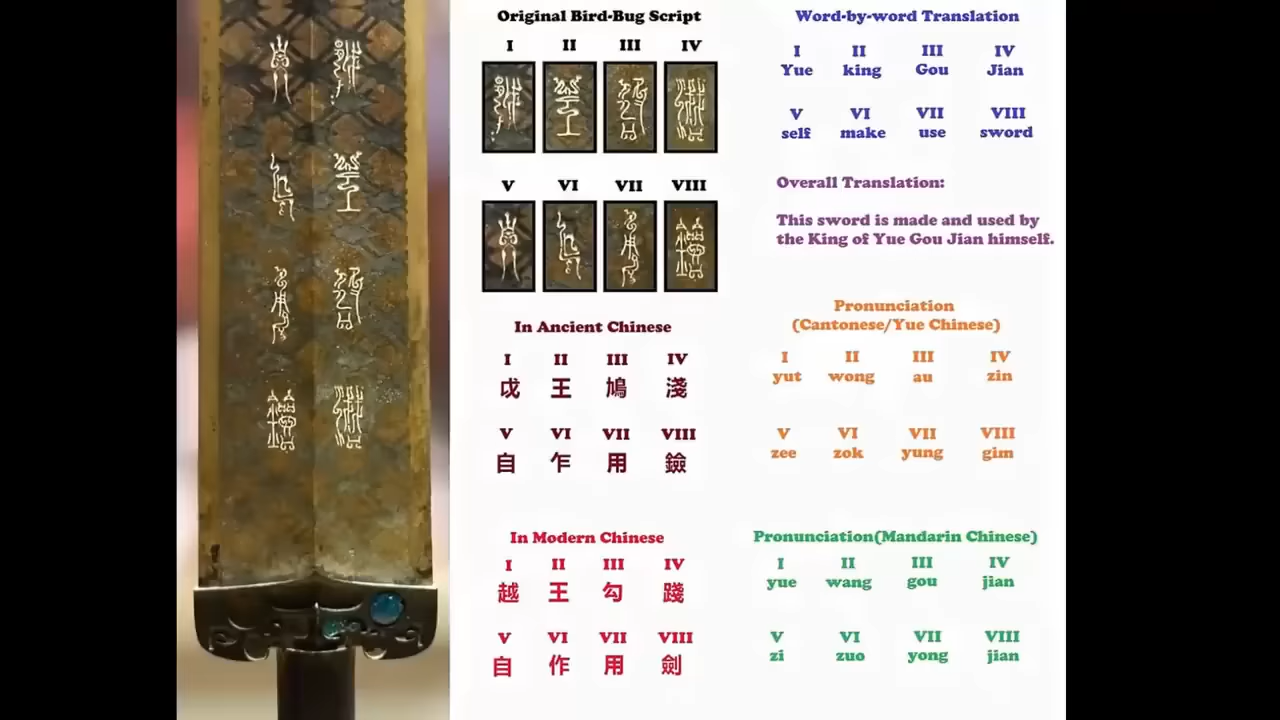 Original Bird-Bug Script
I II III IV
V VI VII VIII
In Ancient Chinese
I II III IV
戉 王 鳩 淺
V VI VII VIII
自 乍 用 鐱
In Modern Chinese
I II III IV
越 王 勾 踐
V VI VII VIII
自 作 用 劍
Word-by-word Translation
I II III IV
Yue king Gou Jian
V VI VII VIII
self make use sword
Overall Translation:
This sword is made and used by
the King of Yue Gou Jian himself.
Pronunciation
(Cantonese/Yue Chinese)
I II III IV
yut wong au zin
V VI VII VIII
zee zok yung gim
Pronunciation(Mandarin Chinese)
I II III IV
yue wang gou jian
V VI VII VIII
zi zuo yong jian